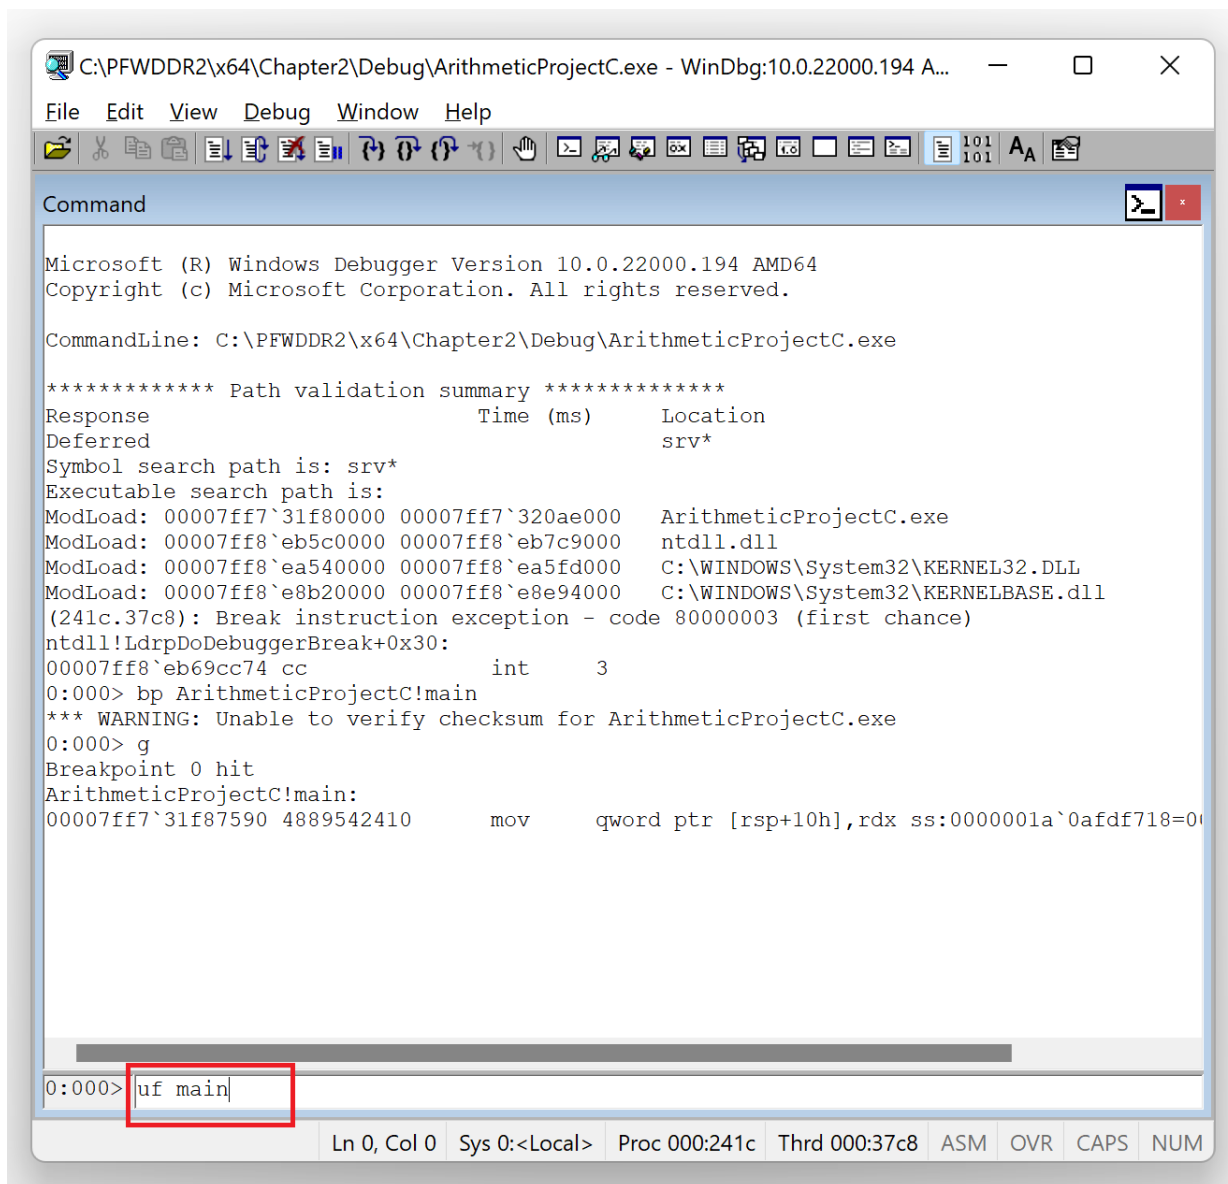 C:\PFWDDR2\x64\Chapter2\Debug\ArithmeticProjectC.exe - WinDbg:10.0.22000.194 A...
File Edit View Debug Window Help
Command
Microsoft (R) Windows Debugger Version 10.0.22000.194 AMD64
Copyright (c) Microsoft Corporation. All rights reserved.
CommandLine: C:\PFWDDR2\x64\Chapter2\Debug\ArithmeticProjectC.exe
************* Path validation summary **************
Response Time (ms) Location
Deferred srv*
Symbol search path is: srv*
Executable search path is:
ModLoad: 00007ff7`31f80000 00007ff7`320ae000 ArithmeticProjectC.exe
ModLoad: 00007ff8`eb5c0000 00007ff8`eb7c9000 ntdll.dll
ModLoad: 00007ff8`ea540000 00007ff8`ea5fd000 C:\WINDOWS\System32\KERNEL32.DLL
ModLoad: 00007ff8`e8b20000 00007ff8`e8e94000 C:\WINDOWS\System32\KERNELBASE.dll
(241c.37c8): Break instruction exception - code 80000003 (first chance)
ntdll!LdrpDoDebuggerBreak+0x30:
00007ff8`eb69cc74 cc int 3
0:000> bp ArithmeticProjectC!main
*** WARNING: Unable to verify checksum for ArithmeticProjectC.exe
0:000> g
Breakpoint 0 hit
ArithmeticProjectC!main:
00007ff7`31f87590 4889542410 mov qword ptr [rsp+10h],rdx ss:0000001a`0afdf718=00
0:000> uf main
Ln 0, Col 0 Sys 0:<Local> Proc 000:241c Thrd 000:37c8 ASM OVR CAPS NUM